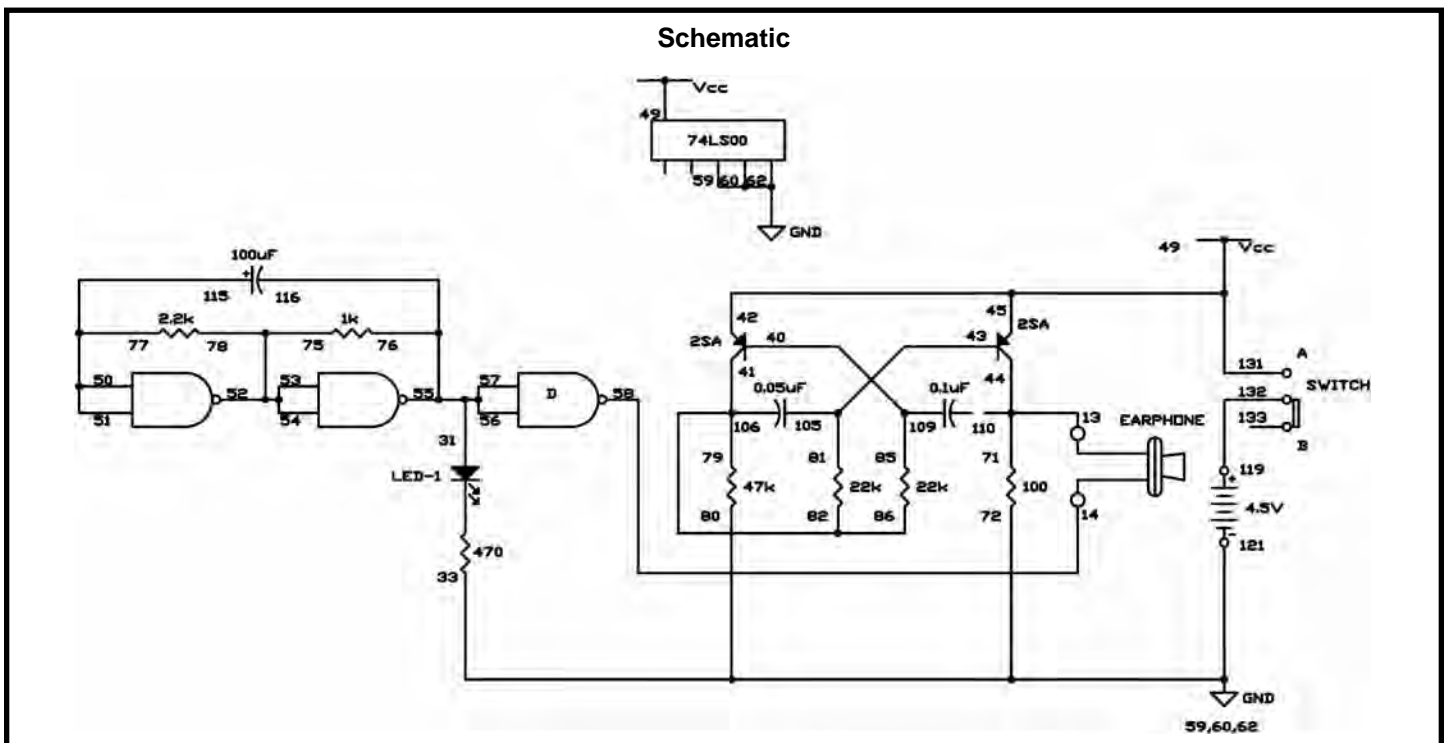 Schematic
Vcc
49
74LS00
59,60,62
GND
100uF
+
115 116
2.2k 1k
77 78 75 76
50 52 53 55 57 D 58
51 54 56
31
LED-1
470
33
49 Vcc
42 45
2SA 40 43 2SA
41 44
0.05uF 0.1uF
106 105 109 110
13 EARPHONE
79 81 85 71
47k 22k 22k 100
80 82 86 72
14
131 A
132 SWITCH
133
B
119
+
4.5V
-
121
GND
59,60,62